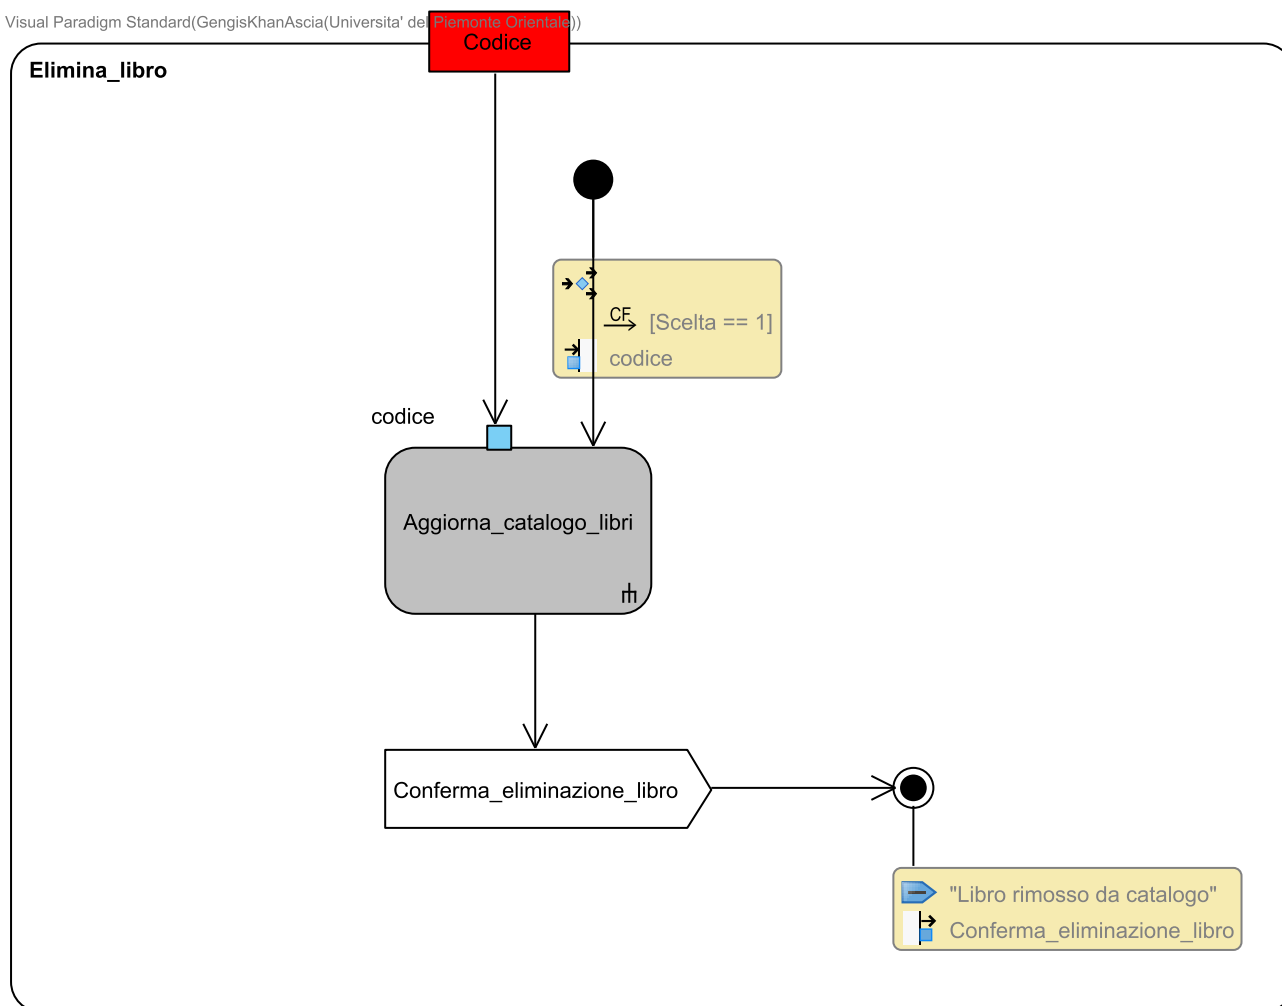 Visual Paradigm Standard(GengisKhanAscia(Universita' del Piemonte Orientale))
Codice
Elimina_libro
CF
[Scelta == 1]
codice
codice
Aggiorna_catalogo_libri
Conferma_eliminazione_libro
"Libro rimosso da catalogo"
Conferma_eliminazione_libro